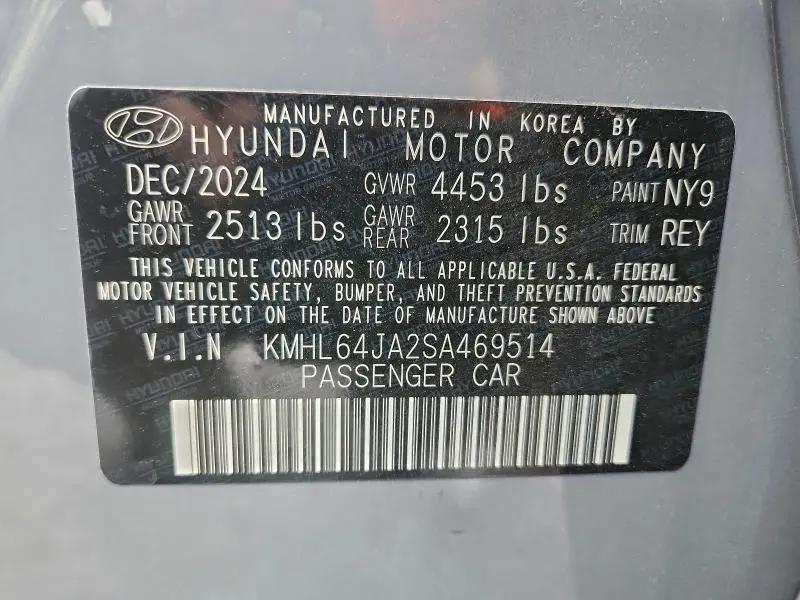 MANUFACTURED IN KOREA BY
HYUNDAI MOTOR COMPANY
DEC/2024 GVWR 4453 lbs PAINT NY9
GAWR FRONT 2513 lbs GAWR REAR 2315 lbs TRIM REY
THIS VEHICLE CONFORMS TO ALL APPLICABLE U.S.A. FEDERAL
MOTOR VEHICLE SAFETY, BUMPER, AND THEFT PREVENTION STANDARDS
IN EFFECT ON THE DATE OF MANUFACTURE SHOWN ABOVE
V.I.N KMHL64JA2SA469514
PASSENGER CAR